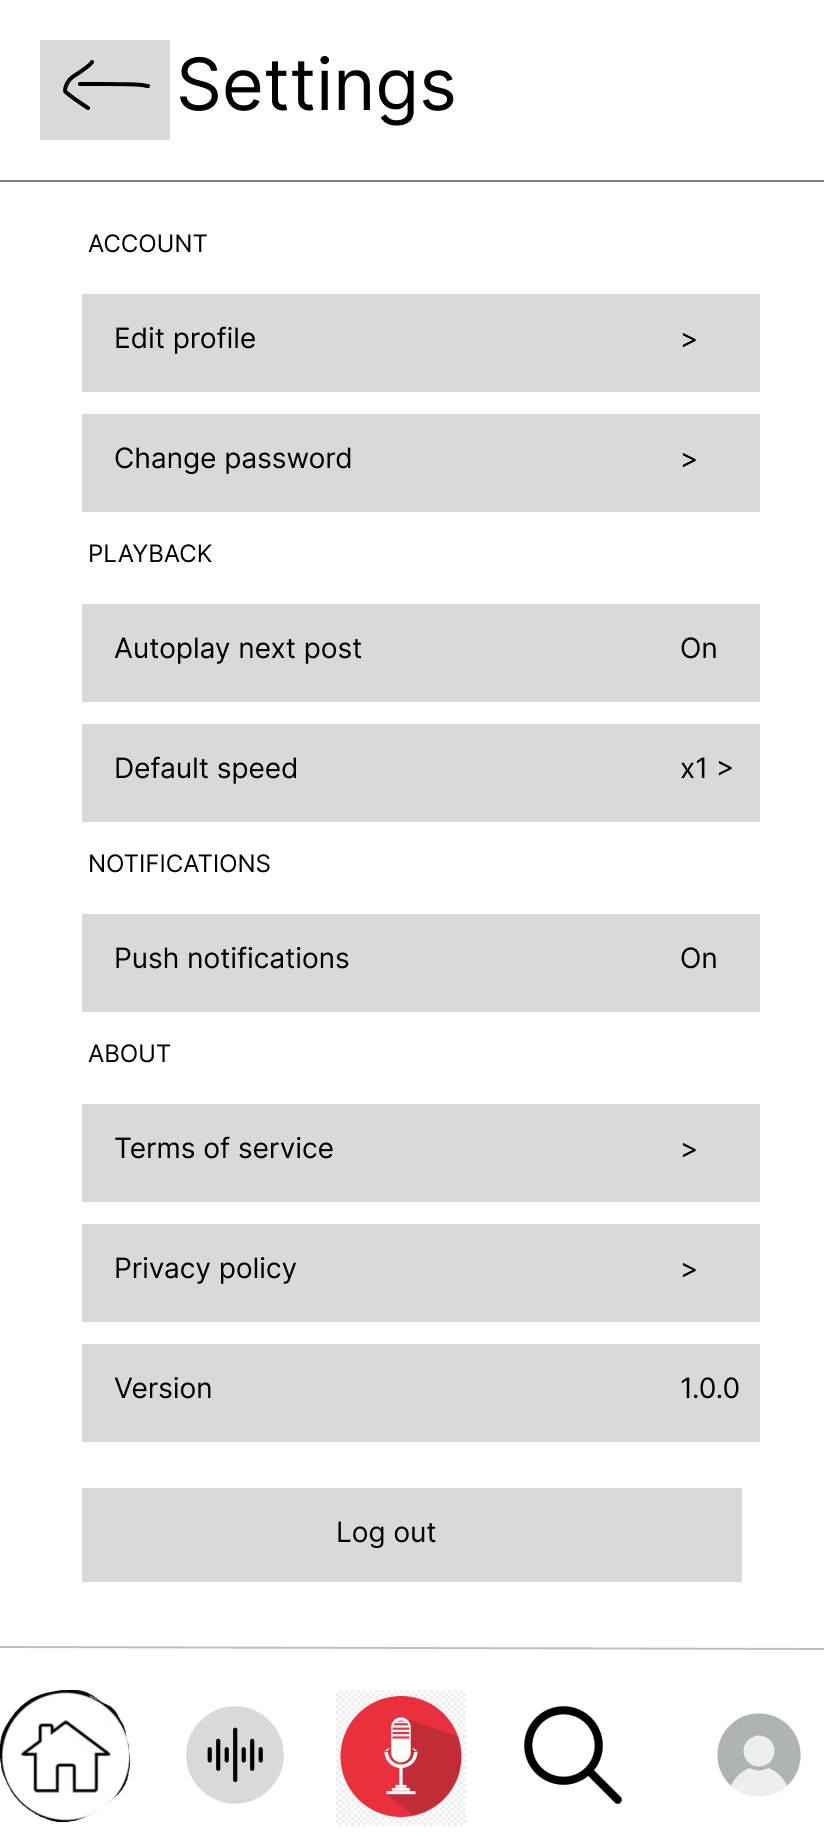 Settings
ACCOUNT
Edit profile >
Change password >
PLAYBACK
Autoplay next post On
Default speed x1 >
NOTIFICATIONS
Push notifications On
ABOUT
Terms of service >
Privacy policy >
Version 1.0.0
Log out